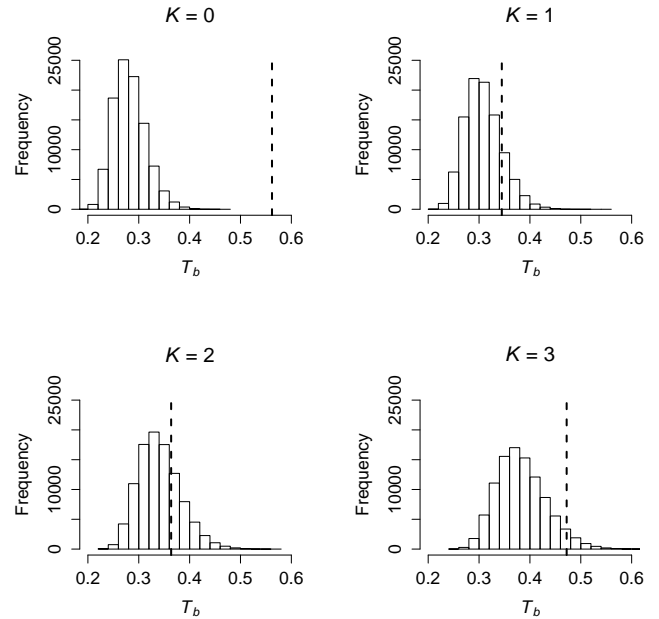 K = 0
Frequency
0 10000 25000
0.2 0.3 0.4 0.5 0.6
T_b
K = 1
Frequency
0 10000 25000
0.2 0.3 0.4 0.5 0.6
T_b
K = 2
Frequency
0 10000 25000
0.2 0.3 0.4 0.5 0.6
T_b
K = 3
Frequency
0 10000 25000
0.2 0.3 0.4 0.5 0.6
T_b